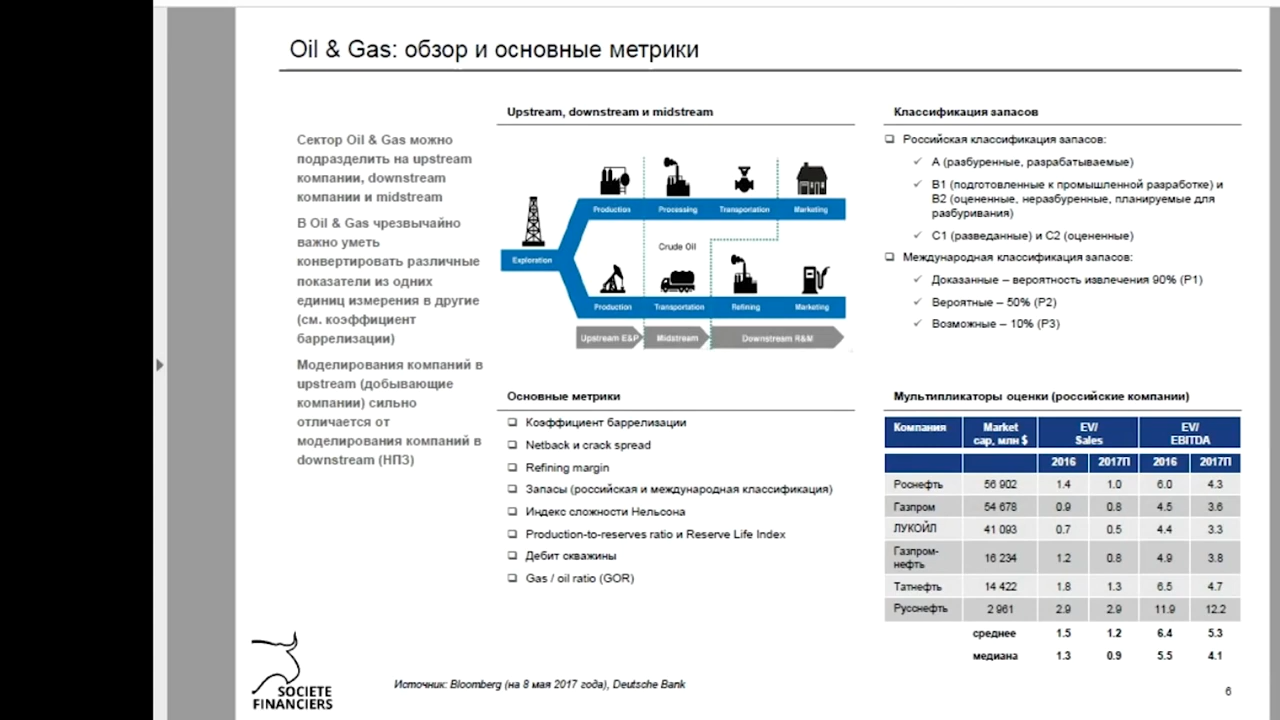 Oil & Gas: обзор и основные метрики
Сектор Oil & Gas можно
подразделить на upstream
компании, downstream
компании и midstream
В Oil & Gas чрезвычайно
важно уметь
конвертировать различные
показатели из одних
единиц измерения в другие
(см. коэффициент
баррелизации)
Моделирования компаний в
upstream (добывающие
компании) сильно
отличается от
моделирования компаний в
downstream (НПЗ)
Upstream, downstream и midstream
Production Processing Transportation Marketing
Crude Oil
Exploration
Production Transportation Refining Marketing
Upstream E&P Midstream Downstream R&M
Основные метрики
Коэффициент баррелизации
Netback и crack spread
Refining margin
Запасы (российская и международная классификация)
Индекс сложности Нельсона
Production-to-reserves ratio и Reserve Life Index
Дебит скважины
Gas / oil ratio (GOR)
Классификация запасов
Российская классификация запасов:
А (разбуренные, разрабатываемые)
В1 (подготовленные к промышленной разработке) и
В2 (оцененные, неразбуренные, планируемые для
разбуривания)
С1 (разведанные) и С2 (оцененные)
Международная классификация запасов:
Доказанные – вероятность извлечения 90% (P1)
Вероятные – 50% (P2)
Возможные – 10% (P3)
Мультипликаторы оценки (российские компании)
Компания Market EV/ EV/
cap, млн $ Sales EBITDA
2016 2017П 2016 2017П
Роснефть 56 902 1.4 1.0 6.0 4.3
Газпром 54 678 0.9 0.8 4.5 3.6
ЛУКОЙЛ 41 093 0.7 0.5 4.4 3.3
Газпром-
нефть 16 234 1.2 0.8 4.9 3.8
Татнефть 14 422 1.8 1.3 6.5 4.7
Русснефть 2 961 2.9 2.9 11.9 12.2
среднее 1.5 1.2 6.4 5.3
медиана 1.3 0.9 5.5 4.1
SOCIETE
FINANCIERS
Источник: Bloomberg (на 8 мая 2017 года), Deutsche Bank
6